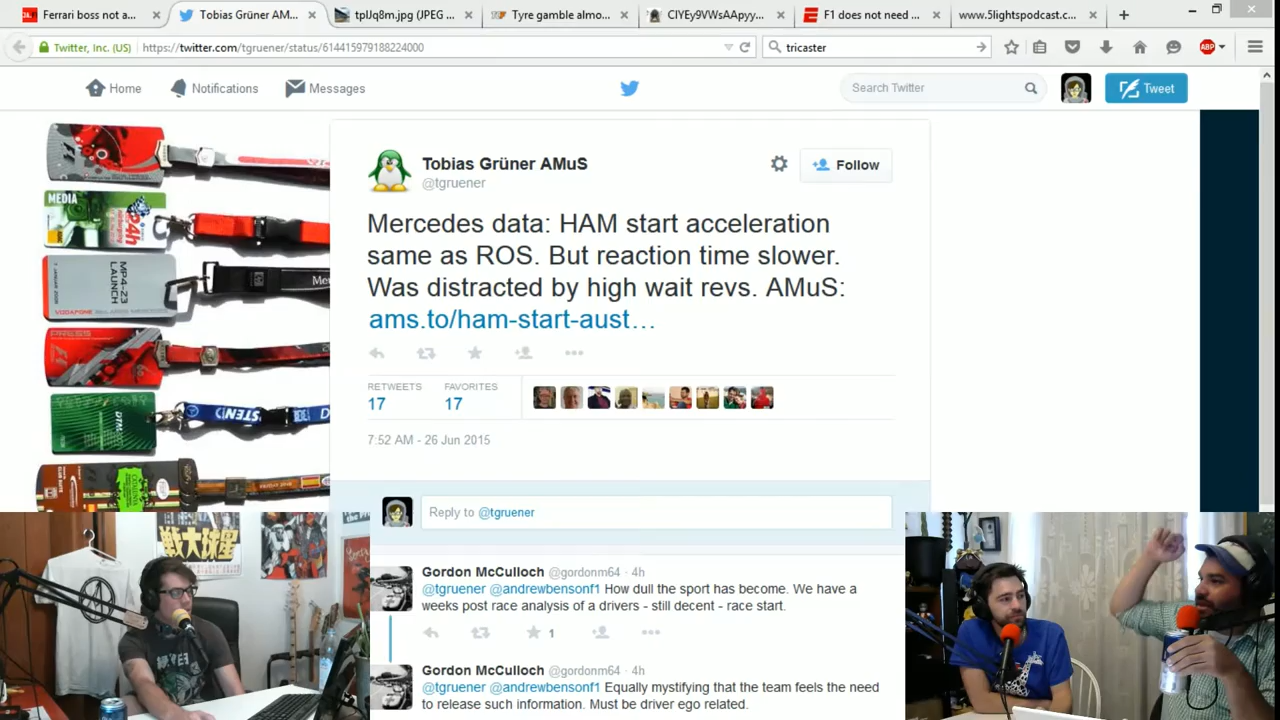 Ferrari boss not a...
Tobias Grüner AM...
tplJq8m.jpg (JPEG ...
Tyre gamble almo...
CIYEy9VWsAApyy...
F1 does not need ...
www.5lightspodcast.c...
Twitter, Inc. (US)
https://twitter.com/tgruener/status/614415979188224000
tricaster
ABP
Home
Notifications
Messages
Search Twitter
Tweet
Tobias Grüner AMuS
@tgruener
Follow
Mercedes data: HAM start acceleration
same as ROS. But reaction time slower.
Was distracted by high wait revs. AMuS:
ams.to/ham-start-aust…
RETWEETS
17
FAVORITES
17
7:52 AM - 26 Jun 2015
Reply to @tgruener
Gordon McCulloch @gordonm64 · 4h
@tgruener @andrewbensonf1 How dull the sport has become. We have a
weeks post race analysis of a drivers - still decent - race start.
1
Gordon McCulloch @gordonm64 · 4h
@tgruener @andrewbensonf1 Equally mystifying that the team feels the need
to release such information. Must be driver ego related.
MEDIA
24h
MP4-23
LAUNCH
DTM